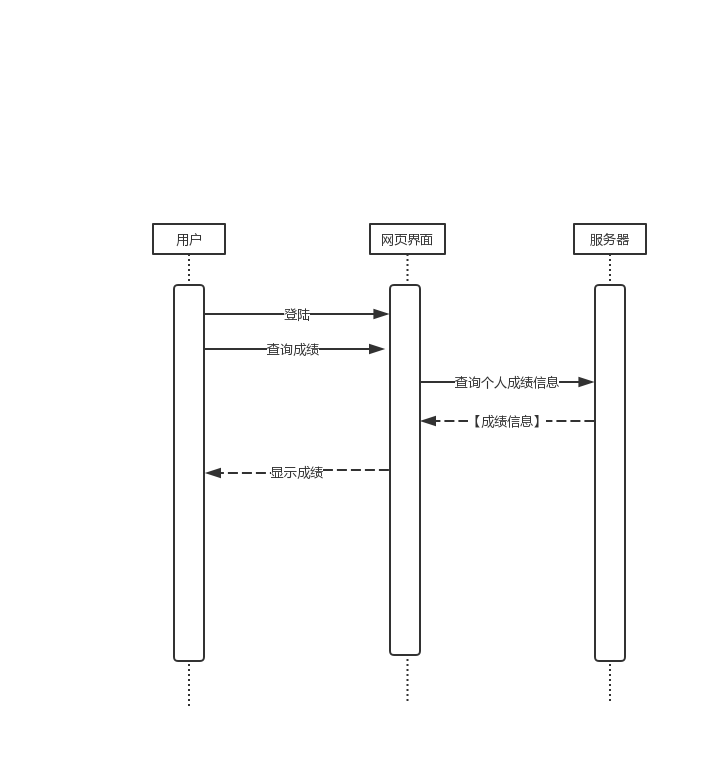 用户
网页界面
服务器
登陆
查询成绩
查询个人成绩信息
【成绩信息】
显示成绩